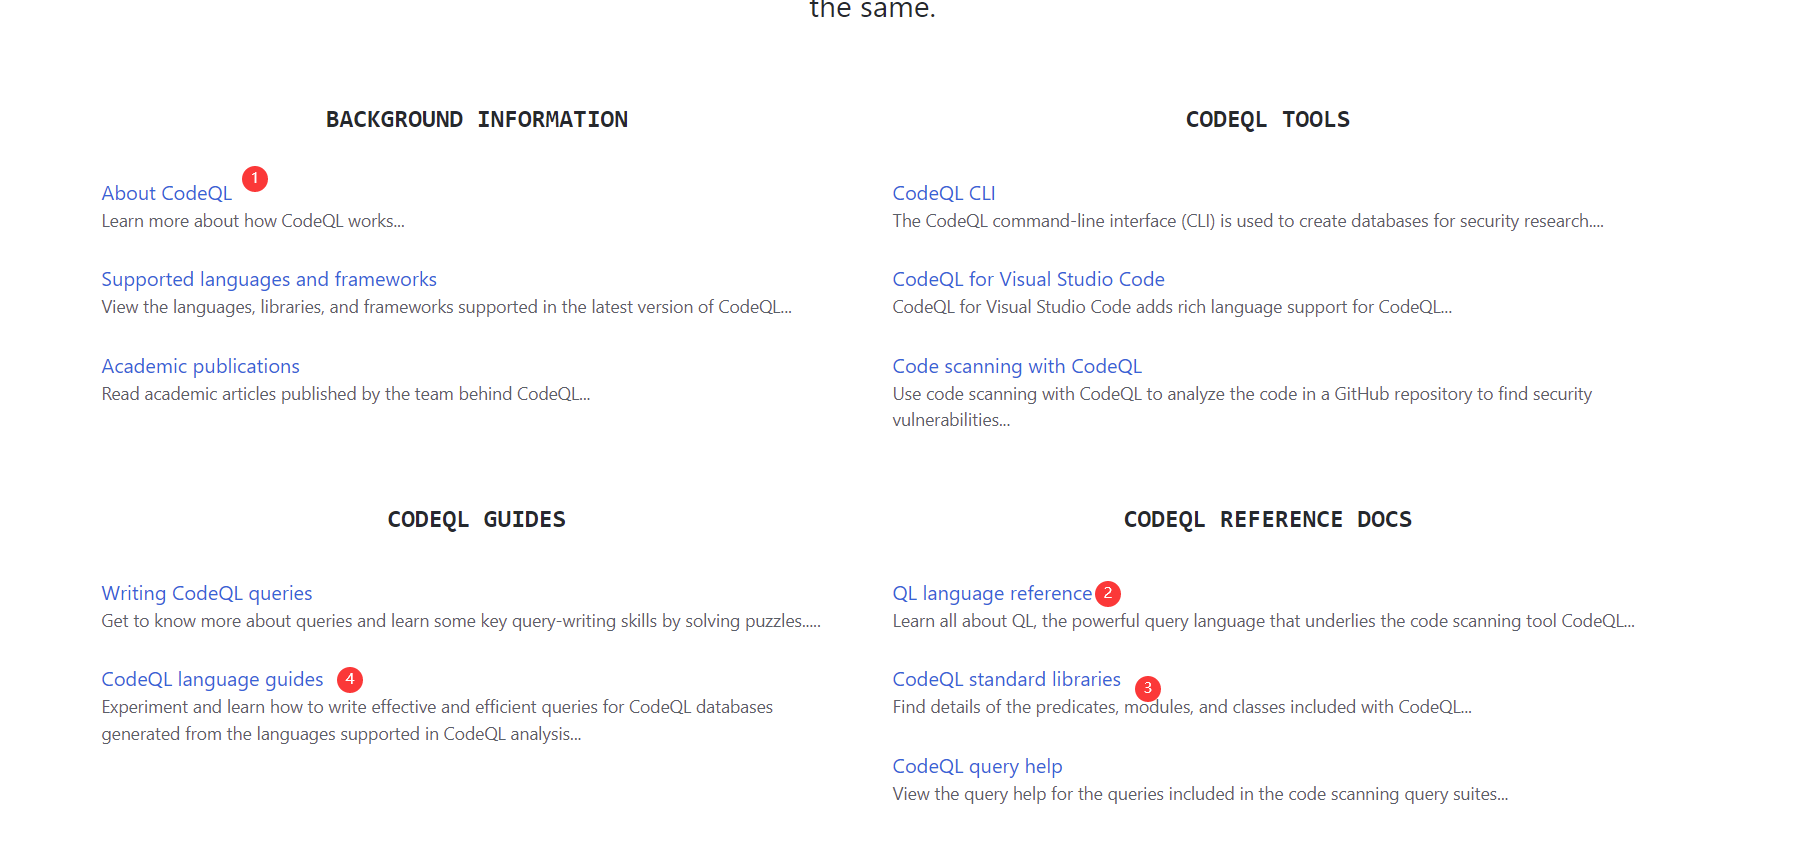 the same.
BACKGROUND INFORMATION
About CodeQL 1
Learn more about how CodeQL works...
Supported languages and frameworks
View the languages, libraries, and frameworks supported in the latest version of CodeQL...
Academic publications
Read academic articles published by the team behind CodeQL...
CODEQL TOOLS
CodeQL CLI
The CodeQL command-line interface (CLI) is used to create databases for security research....
CodeQL for Visual Studio Code
CodeQL for Visual Studio Code adds rich language support for CodeQL...
Code scanning with CodeQL
Use code scanning with CodeQL to analyze the code in a GitHub repository to find security
vulnerabilities...
CODEQL GUIDES
Writing CodeQL queries
Get to know more about queries and learn some key query-writing skills by solving puzzles.....
CodeQL language guides 4
Experiment and learn how to write effective and efficient queries for CodeQL databases
generated from the languages supported in CodeQL analysis...
CODEQL REFERENCE DOCS
QL language reference 2
Learn all about QL, the powerful query language that underlies the code scanning tool CodeQL...
CodeQL standard libraries 3
Find details of the predicates, modules, and classes included with CodeQL...
CodeQL query help
View the query help for the queries included in the code scanning query suites...